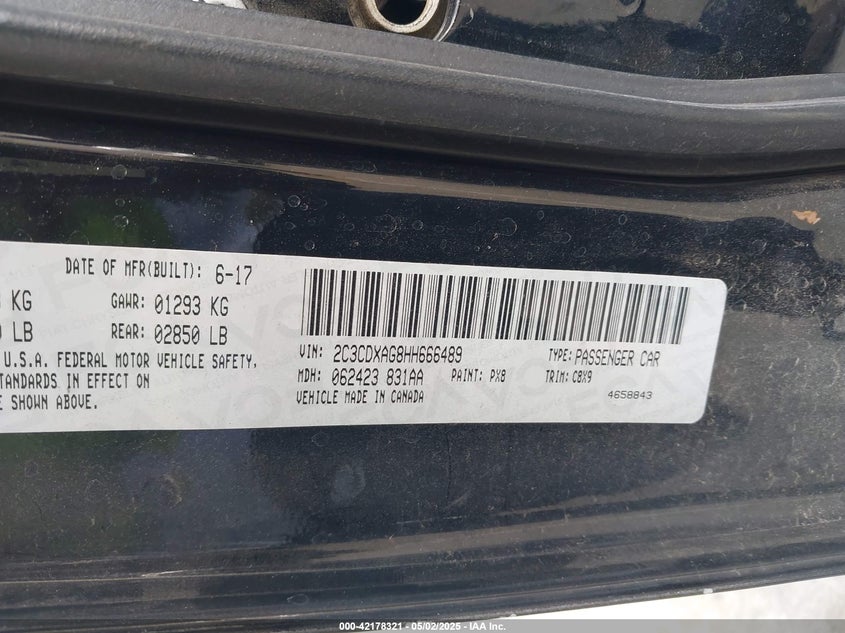 DATE OF MFR(BUILT): 6-17
KG GAWR: 01293 KG
LB REAR: 02850 LB
U.S.A. FEDERAL MOTOR VEHICLE SAFETY,
STANDARDS IN EFFECT ON
SHOWN ABOVE.
VIN: 2C3CDXAG8HH666489 TYPE: PASSENGER CAR
MDH: 062423 831AA PAINT: PX8 TRIM: C8X9
VEHICLE MADE IN CANADA 4658843
000-42178321 - 05/02/2025 - IAA Inc.